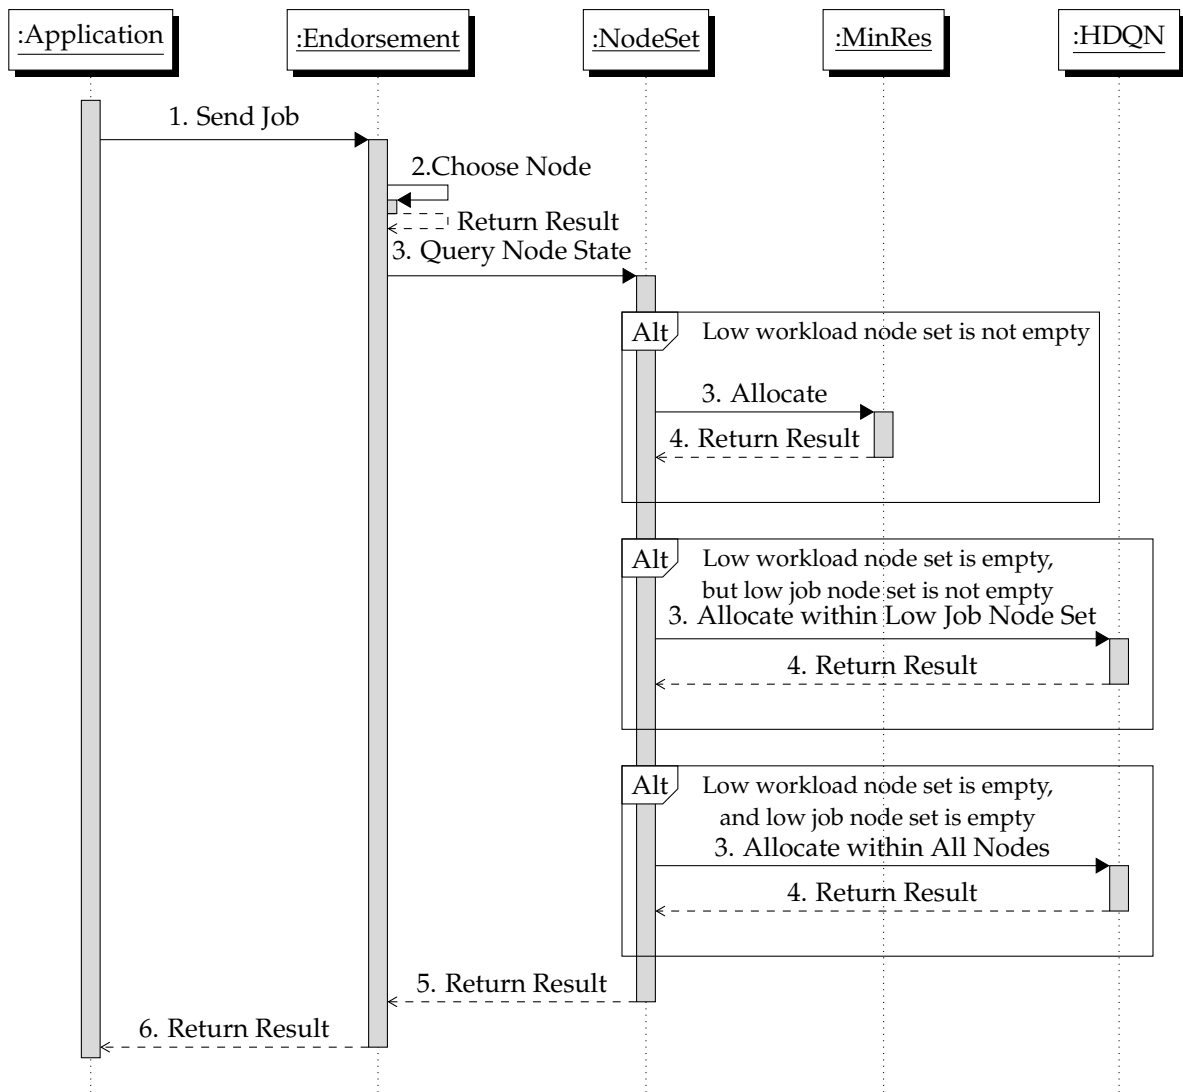 :Application
:Endorsement
:NodeSet
:MinRes
:HDQN
1. Send Job
2.Choose Node
Return Result
3. Query Node State
Alt
Low workload node set is not empty
3. Allocate
4. Return Result
Alt
Low workload node set is empty,
but low job node set is not empty
3. Allocate within Low Job Node Set
4. Return Result
Alt
Low workload node set is empty,
and low job node set is empty
3. Allocate within All Nodes
4. Return Result
5. Return Result
6. Return Result